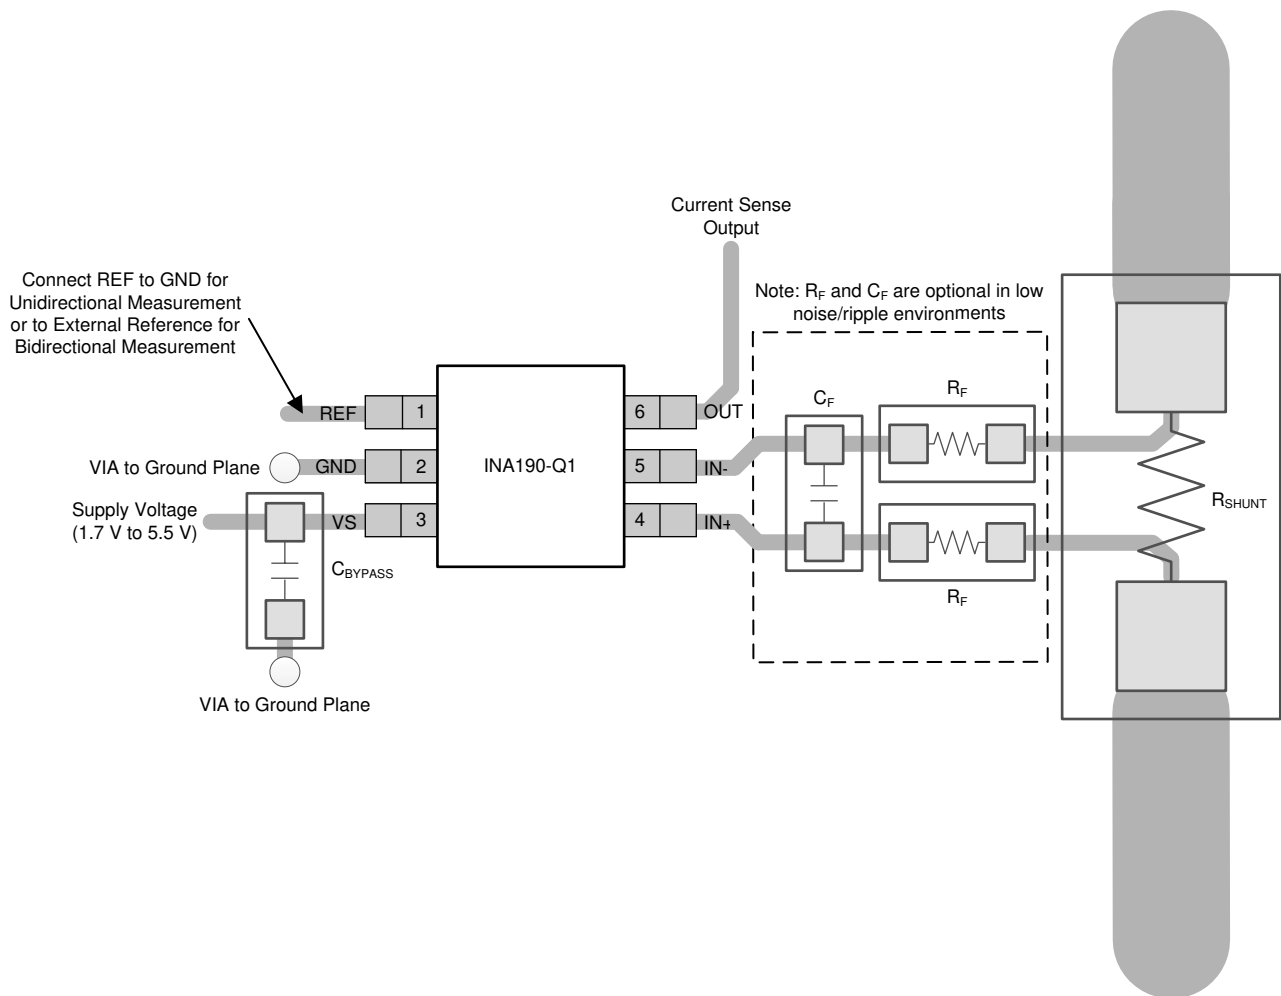 Current Sense
Output
Connect REF to GND for
Unidirectional Measurement
or to External Reference for
Bidirectional Measurement
Note: RF and CF are optional in low
noise/ripple environments
REF
1
6
OUT
CF
RF
VIA to Ground Plane
GND
2
INA190-Q1
5
IN-
Supply Voltage
(1.7 V to 5.5 V)
VS
3
4
IN+
RSHUNT
CBYPASS
RF
VIA to Ground Plane